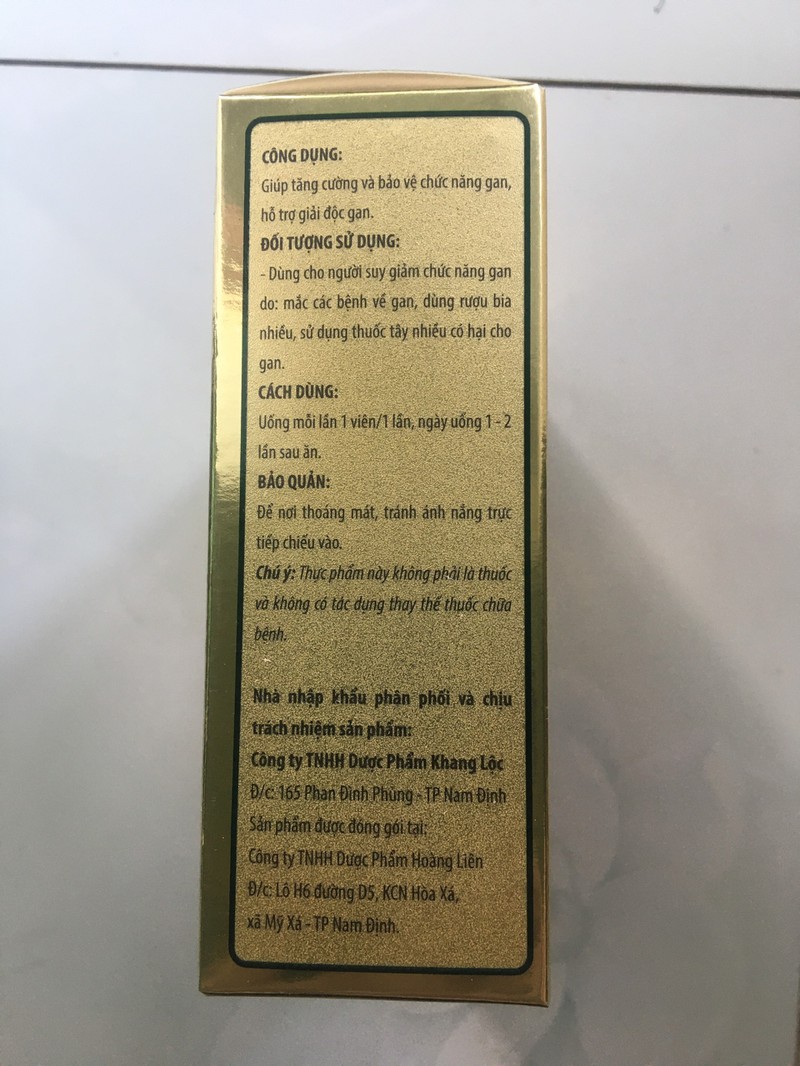 CÔNG DỤNG:
Giúp tăng cường và bảo vệ chức năng gan,
hỗ trợ giải độc gan.
ĐỐI TƯỢNG SỬ DỤNG:
- Dùng cho người suy giảm chức năng gan
do: mắc các bệnh về gan, dùng rượu bia
nhiều, sử dụng thuốc tây nhiều có hại cho
gan.
CÁCH DÙNG:
Uống mỗi lần 1 viên/1 lần, ngày uống 1 - 2
lần sau ăn.
BẢO QUẢN:
Để nơi thoáng mát, tránh ánh nắng trực
tiếp chiếu vào.
Chú ý: Thực phẩm này không phải là thuốc
và không có tác dụng thay thế thuốc chữa
bệnh.
Nhà nhập khẩu phân phối và chịu
trách nhiệm sản phẩm:
Công ty TNHH Dược Phẩm Khang Lộc
Đ/c: 165 Phan Đình Phùng - TP Nam Định
Sản phẩm được đóng gói tại:
Công ty TNHH Dược Phẩm Hoàng Liên
Đ/c: Lô H6 đường D5, KCN Hòa Xá,
xã Mỹ Xá - TP Nam Định.